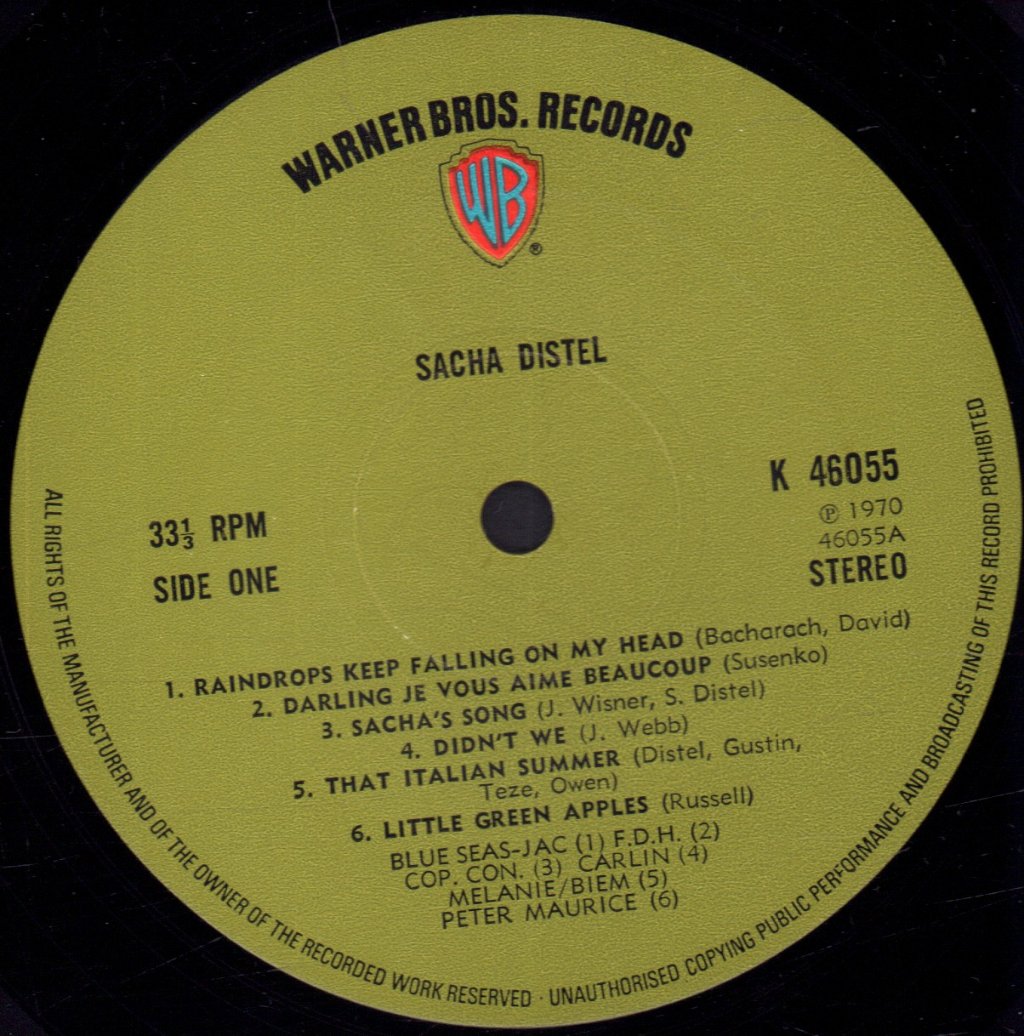 WARNER BROS. RECORDS
WB
®
SACHA DISTEL
33⅓ RPM
SIDE ONE
K 46055
℗ 1970
46055A
STEREO
1. RAINDROPS KEEP FALLING ON MY HEAD (Bacharach, David)
2. DARLING JE VOUS AIME BEAUCOUP (Susenko)
3. SACHA'S SONG (J. Wisner, S. Distel)
4. DIDN'T WE (J. Webb)
5. THAT ITALIAN SUMMER (Distel, Gustin,
Teze, Owen)
6. LITTLE GREEN APPLES (Russell)
BLUE SEAS-JAC (1) F.D.H. (2)
COP. CON. (3) CARLIN (4)
MELANIE/BIEM (5)
PETER MAURICE (6)
ALL RIGHTS OF THE MANUFACTURER AND OF THE OWNER OF THE RECORDED WORK RESERVED · UNAUTHORISED COPYING PUBLIC PERFORMANCE AND BROADCASTING OF THIS RECORD PROHIBITED